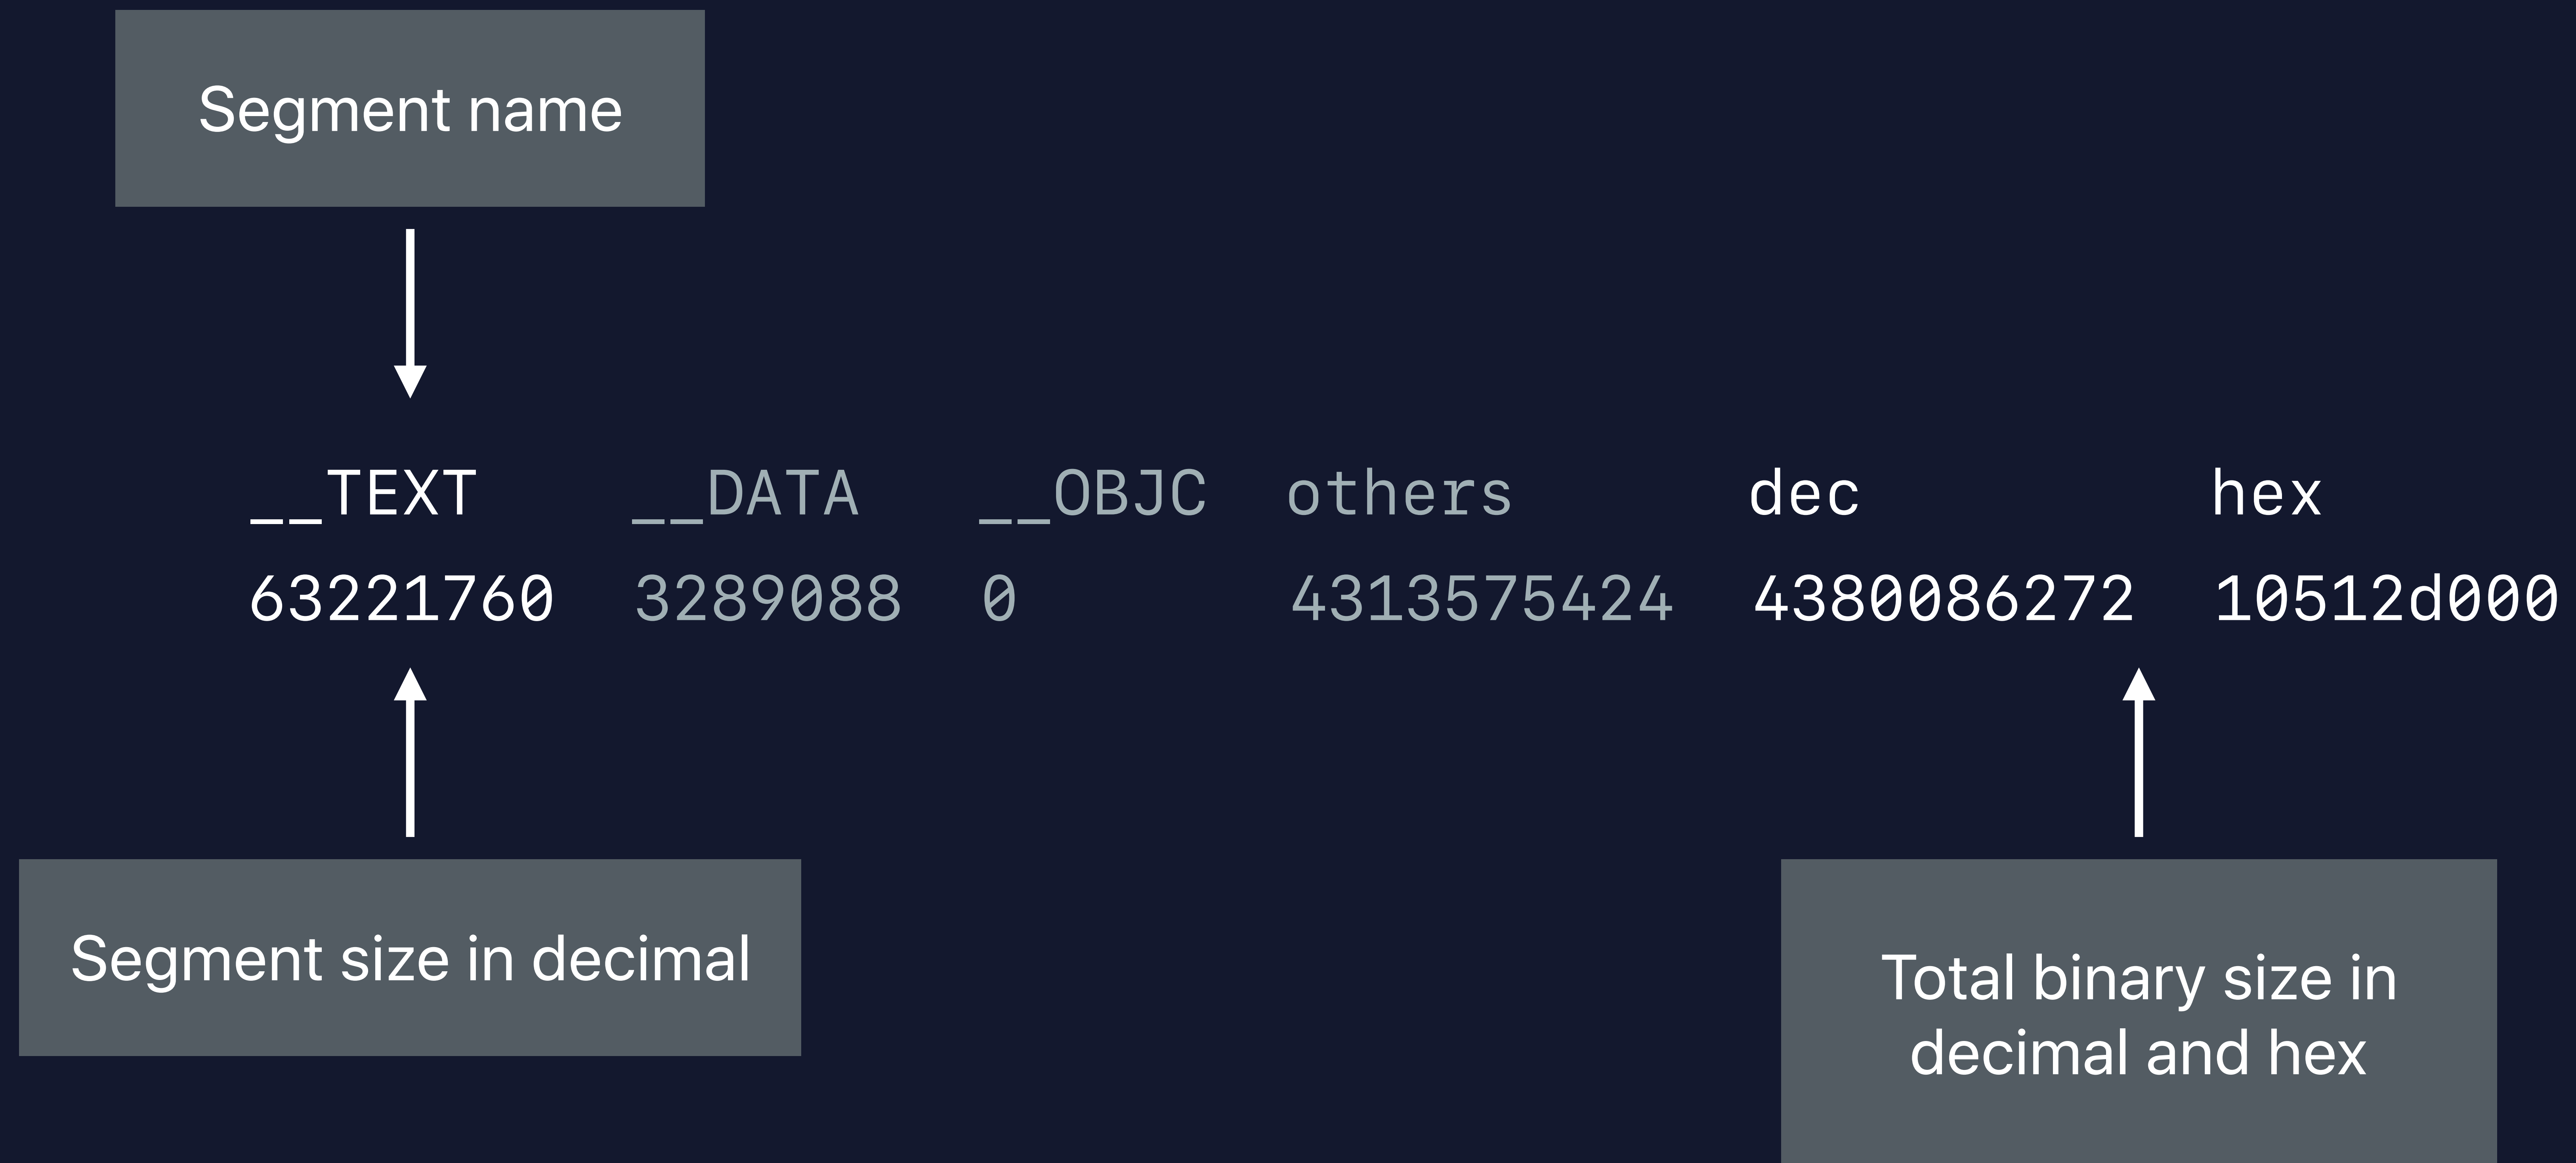 Segment name
__TEXT __DATA __OBJC others dec hex
63221760 3289088 0 4313575424 4380086272 10512d000
Segment size in decimal
Total binary size in
decimal and hex